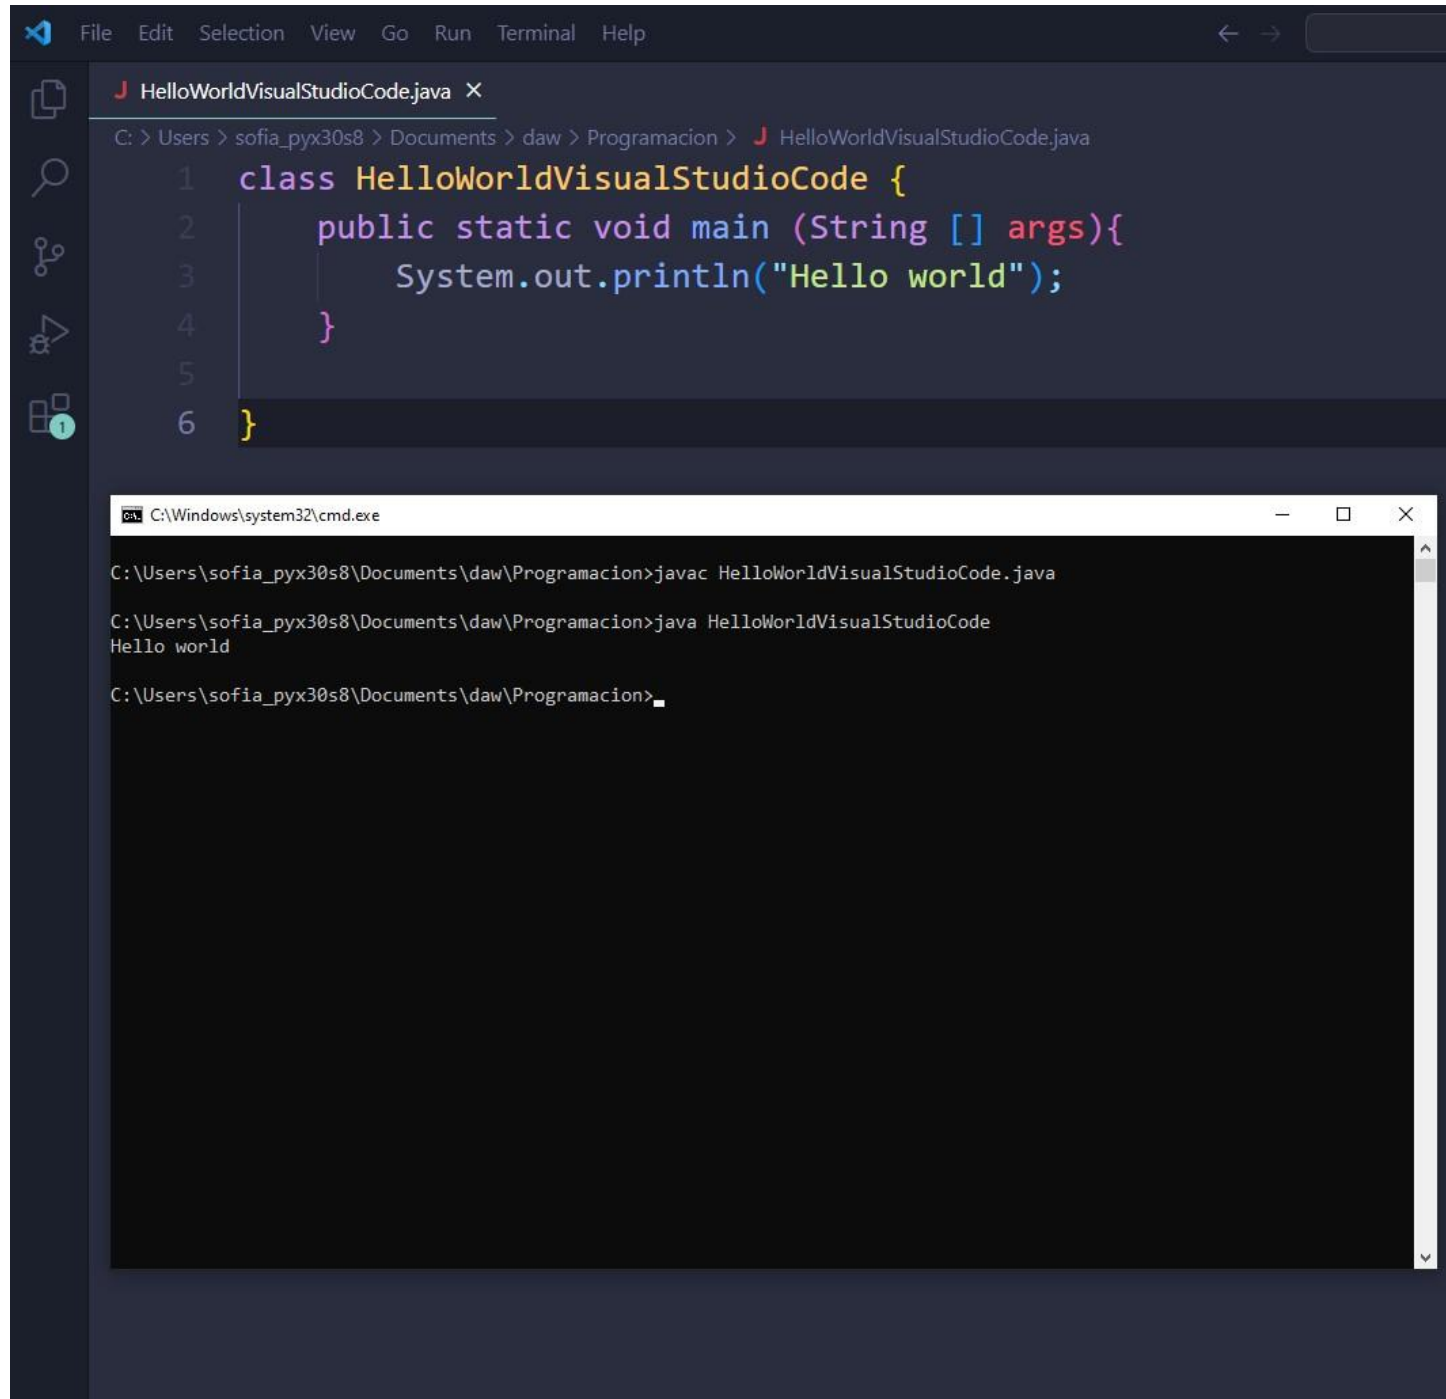 File Edit Selection View Go Run Terminal Help
J HelloWorldVisualStudioCode.java
C: > Users > sofia_pyx30s8 > Documents > daw > Programacion > J HelloWorldVisualStudioCode.java
1 class HelloWorldVisualStudioCode {
2 public static void main (String [] args){
3 System.out.println("Hello world");
4 }
5
6 }
1
C:\Windows\system32\cmd.exe
C:\Users\sofia_pyx30s8\Documents\daw\Programacion>javac HelloWorldVisualStudioCode.java
C:\Users\sofia_pyx30s8\Documents\daw\Programacion>java HelloWorldVisualStudioCode
Hello world
C:\Users\sofia_pyx30s8\Documents\daw\Programacion>